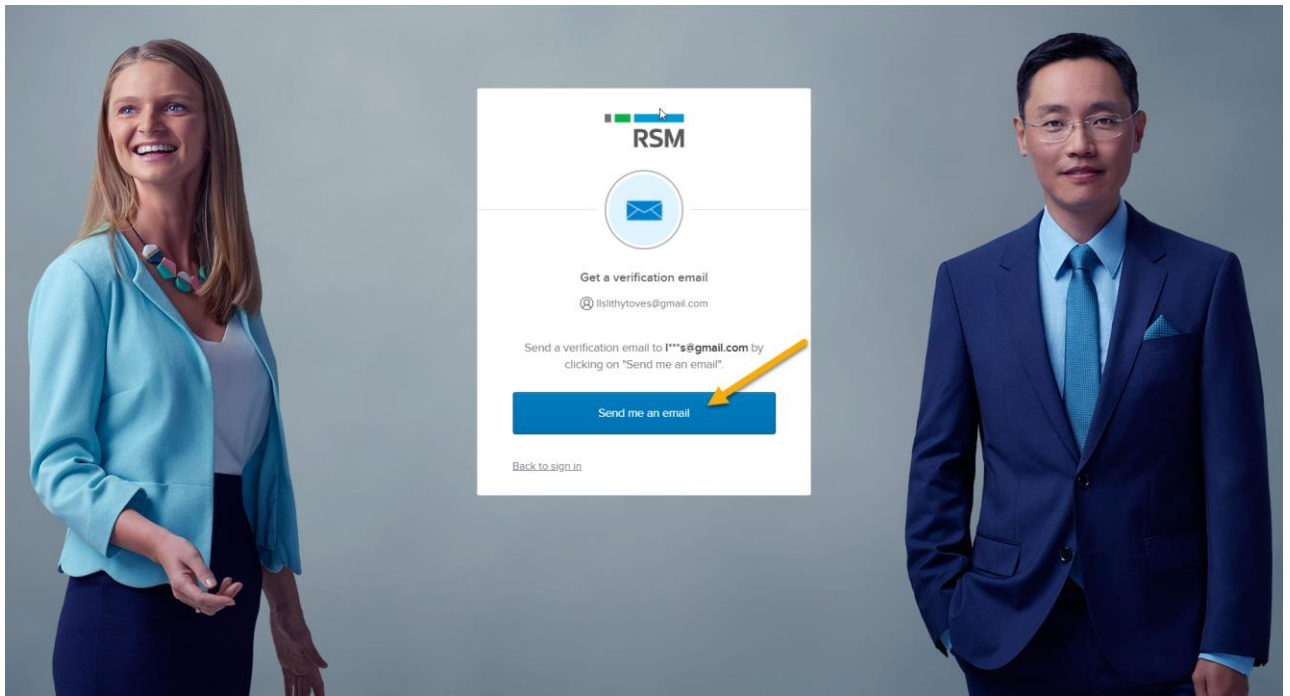 RSM
Get a verification email
llslithytoves@gmail.com
Send a verification email to l***s@gmail.com by
clicking on "Send me an email".
Send me an email
Back to sign in